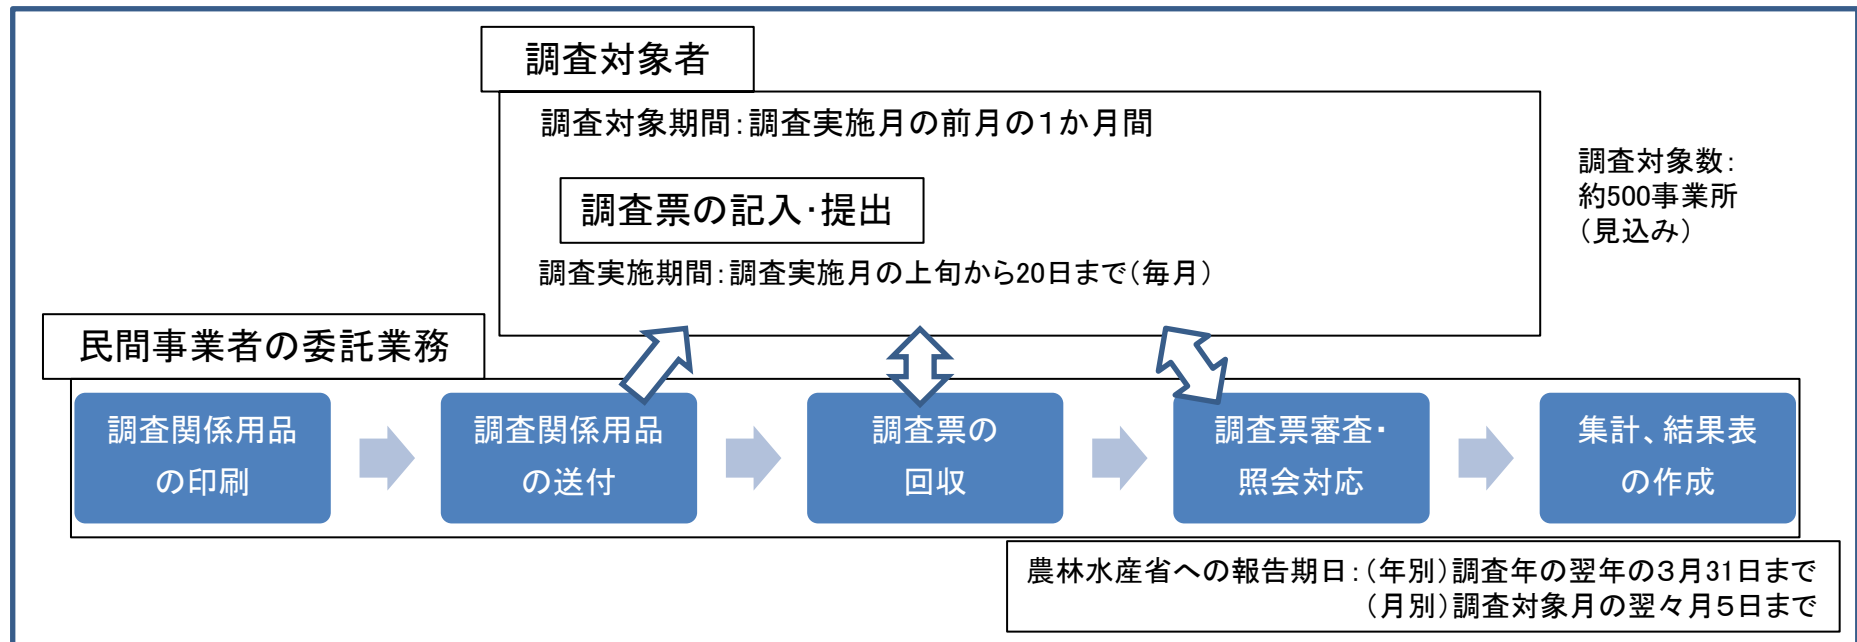 調査対象者
調査対象期間：調査実施月の前月の１か月間
調査票の記入・提出
調査実施期間：調査実施月の上旬から20日まで（毎月）
調査対象数：
約500事業所
（見込み）
民間事業者の委託業務
調査関係用品
の印刷
調査関係用品
の送付
調査票の
回収
調査票審査・
照会対応
集計、結果表
の作成
農林水産省への報告期日：（年別）調査年の翌年の３月31日まで
（月別）調査対象月の翌々月５日まで